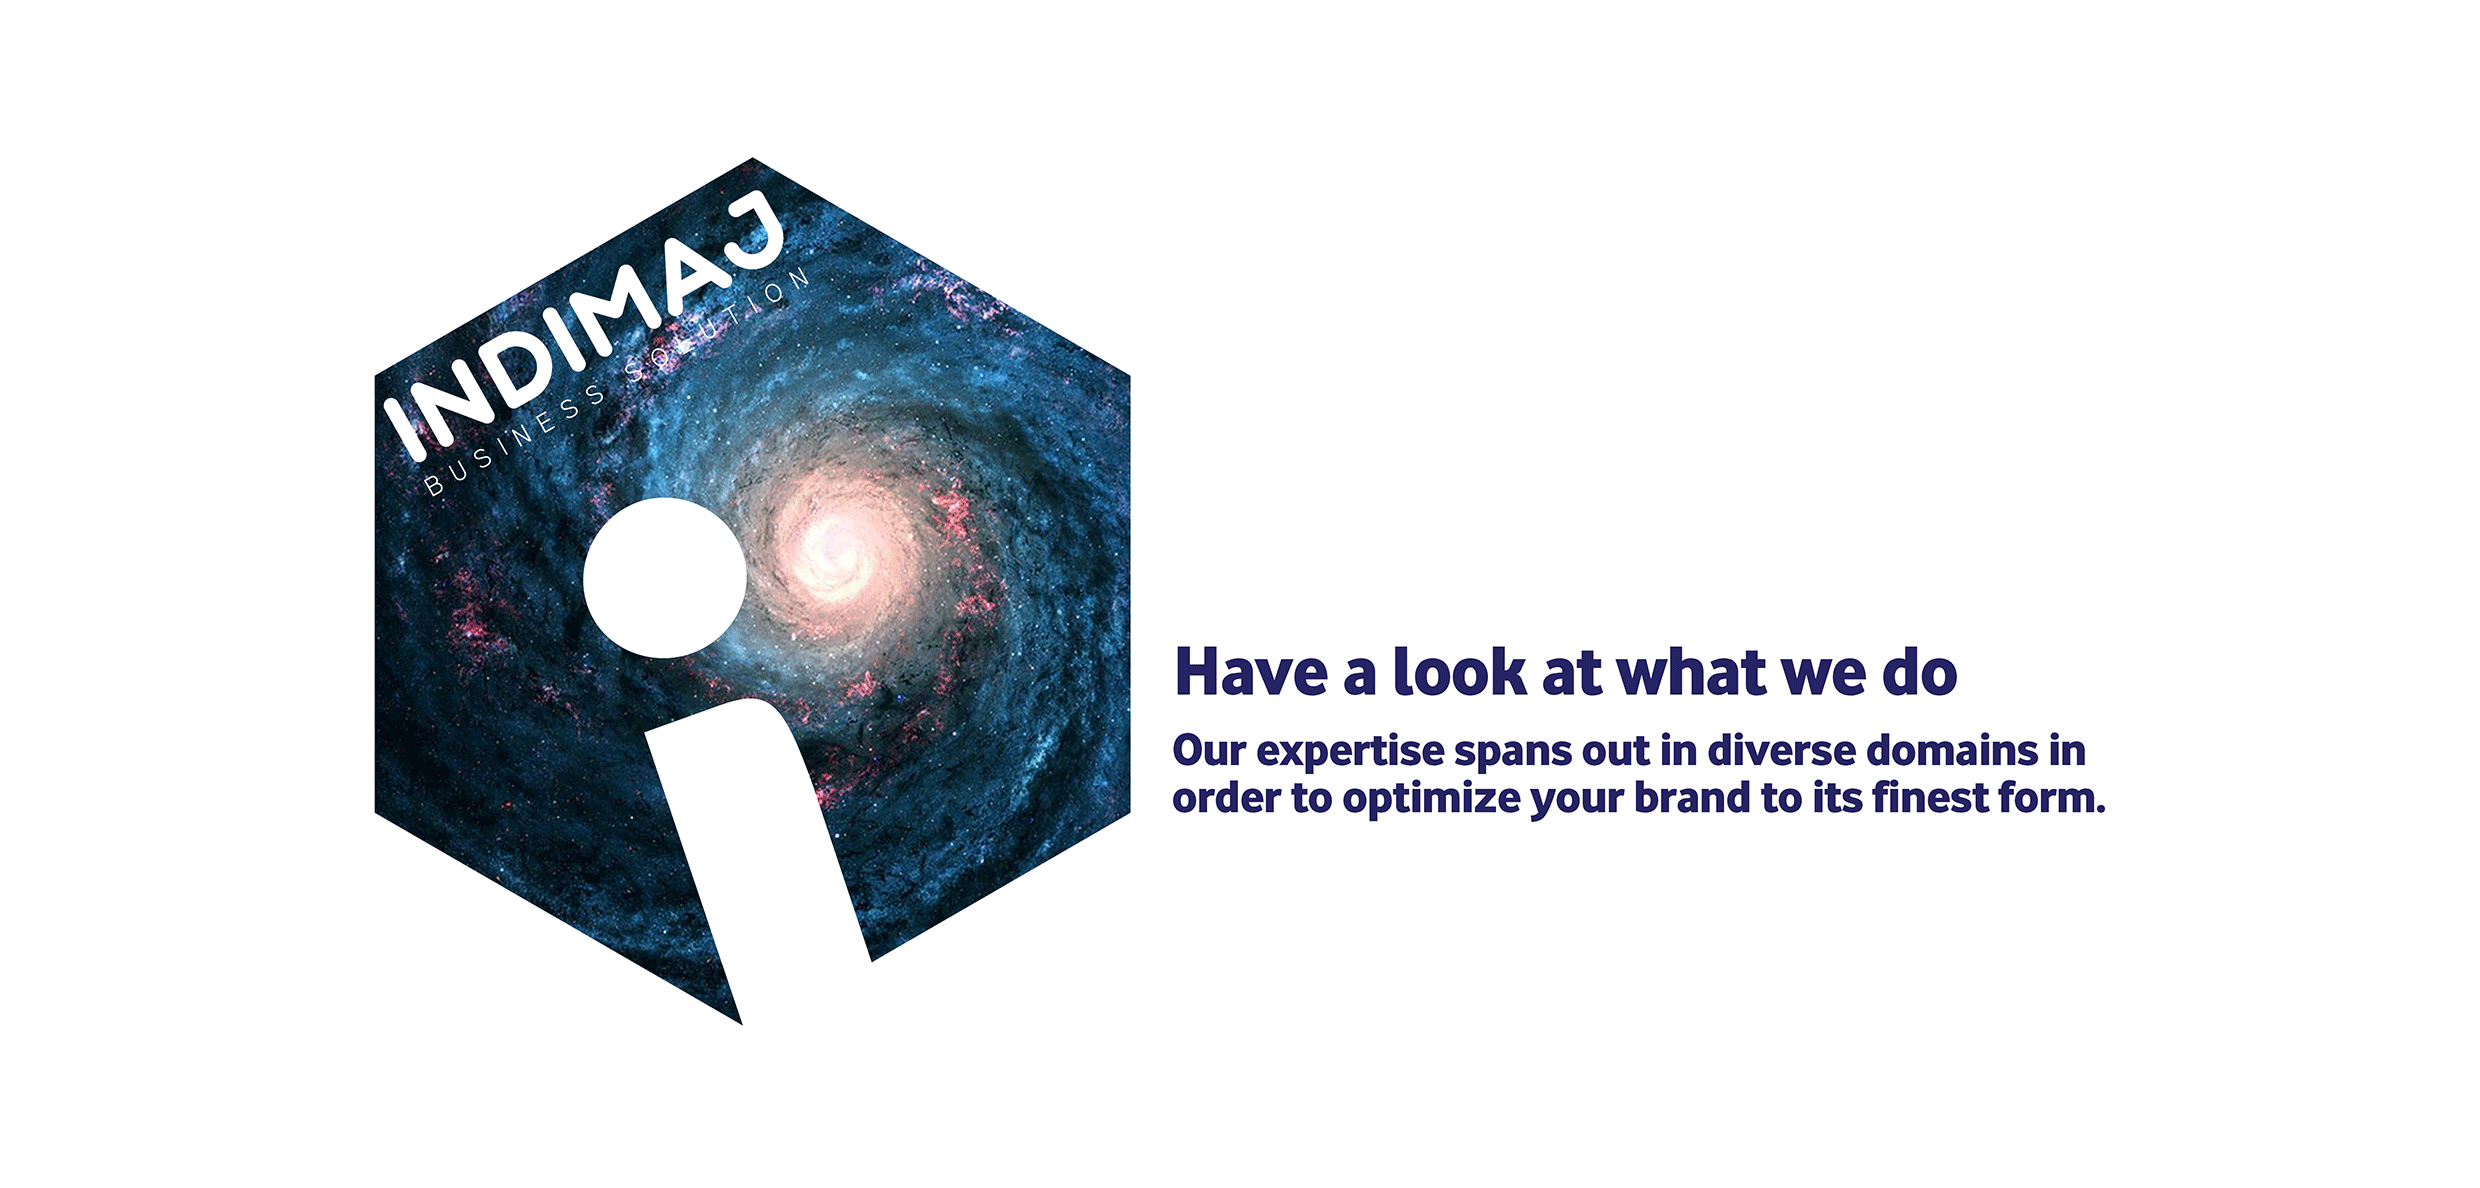 INDIMAJ
BUSINESS SOLUTION
Have a look at what we do
Our expertise spans out in diverse domains in
order to optimize your brand to its finest form.